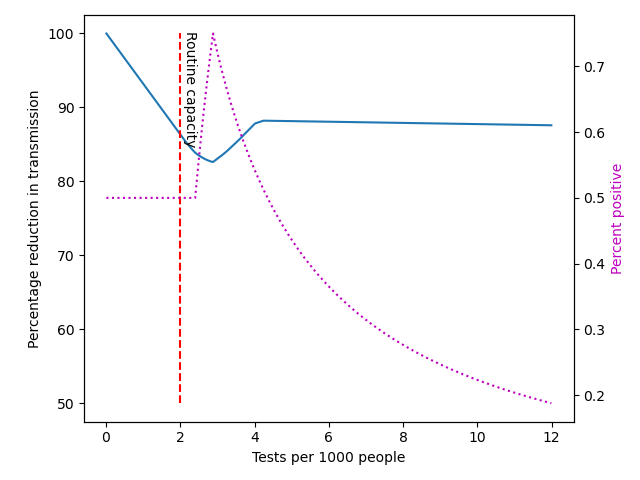 100
90
80
70
60
50
Percentage reduction in transmission
Routine capacity
0.7
0.6
0.5
0.4
0.3
0.2
Percent positive
0 2 4 6 8 10 12
Tests per 1000 people